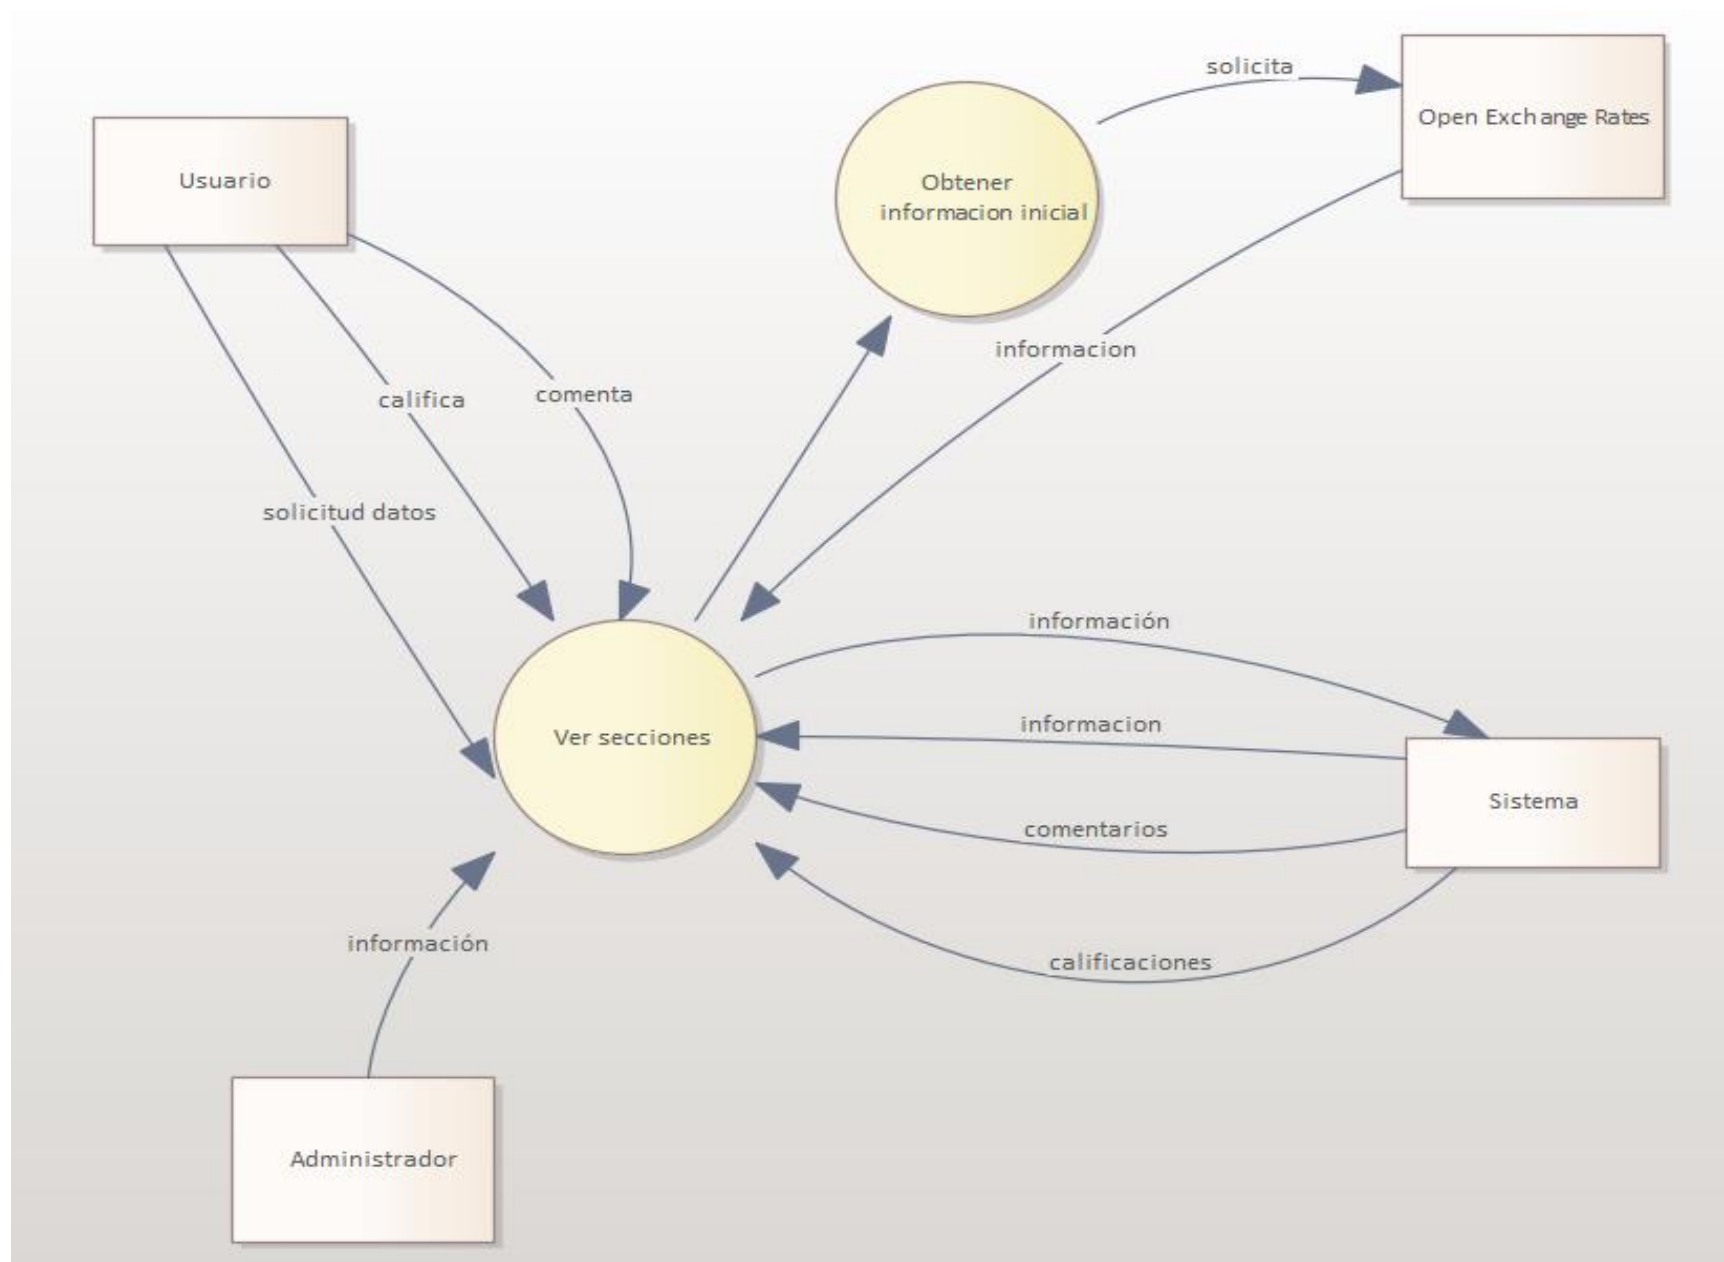 solicita
Open Exchange Rates
Usuario
Obtener
informacion inicial
informacion
comenta
califica
solicitud datos
información
informacion
Ver secciones
Sistema
comentarios
información
calificaciones
Administrador